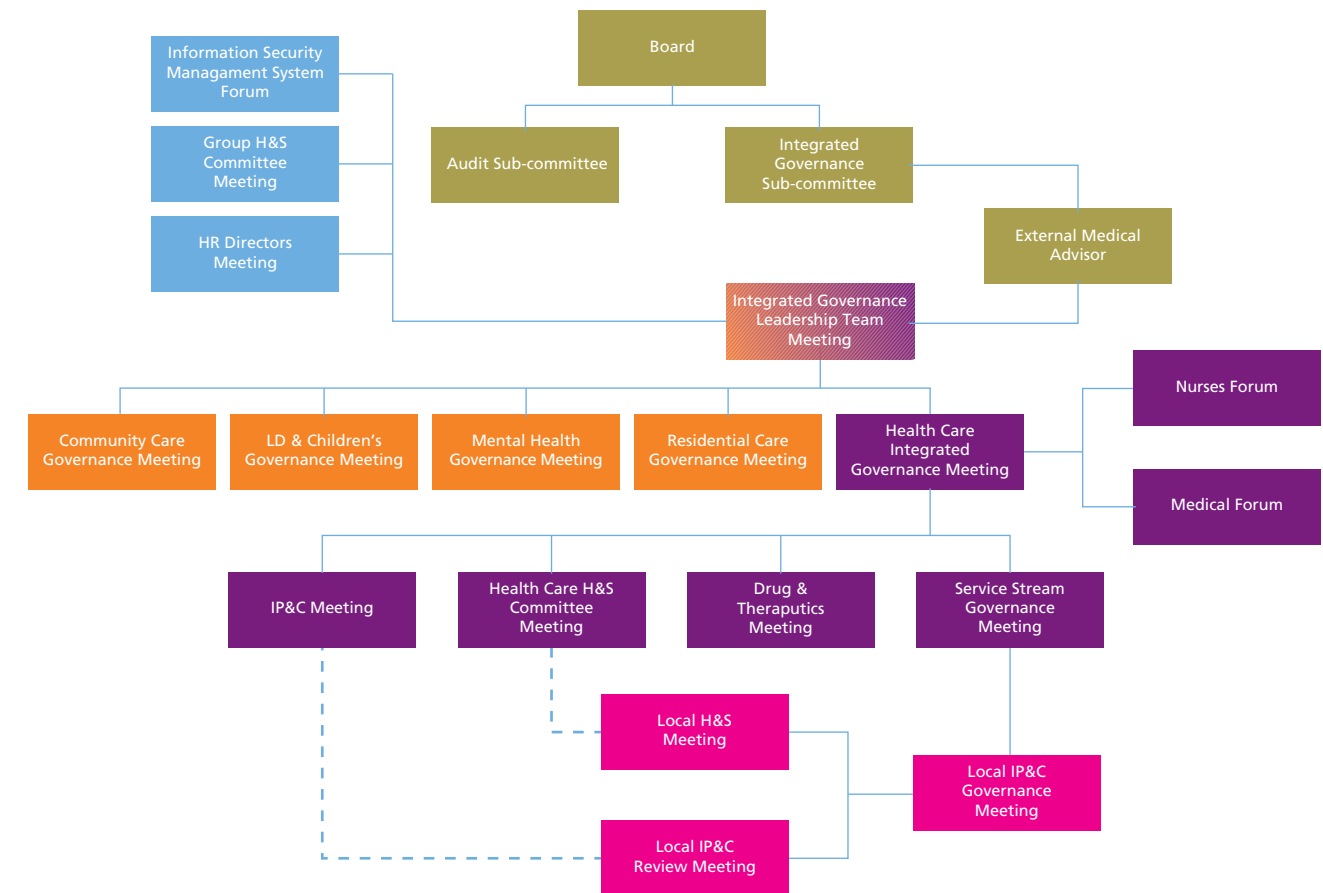 Board
Information Security
Managament System
Forum
Group H&S
Committee
Meeting
Audit Sub-committee
Integrated
Governance
Sub-committee
HR Directors
Meeting
External Medical
Advisor
Integrated Governance
Leadership Team
Meeting
Nurses Forum
Community Care
Governance Meeting
LD & Children's
Governance Meeting
Mental Health
Governance Meeting
Residential Care
Governance Meeting
Health Care
Integrated
Governance Meeting
Medical Forum
IP&C Meeting
Health Care H&S
Committee
Meeting
Drug &
Theraputics
Meeting
Service Stream
Governance
Meeting
Local H&S
Meeting
Local IP&C
Governance
Meeting
Local IP&C
Review Meeting